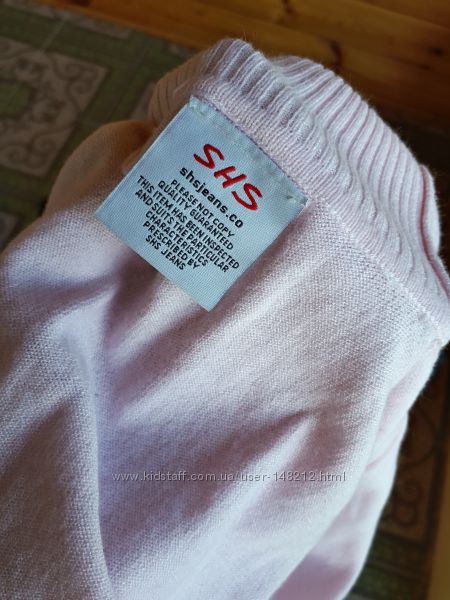 SHS
shsjeans.co
PLEASE NOT COPY
QUALITY GUARANTEED
THIS ITEM HAS BEEN INSPECTED
AND SUITS THE PARTICULAR
CHARACTERISTICS
PRESCRIBED BY
SHS JEANS
www.kidstaff.com.ua/user-148212.html